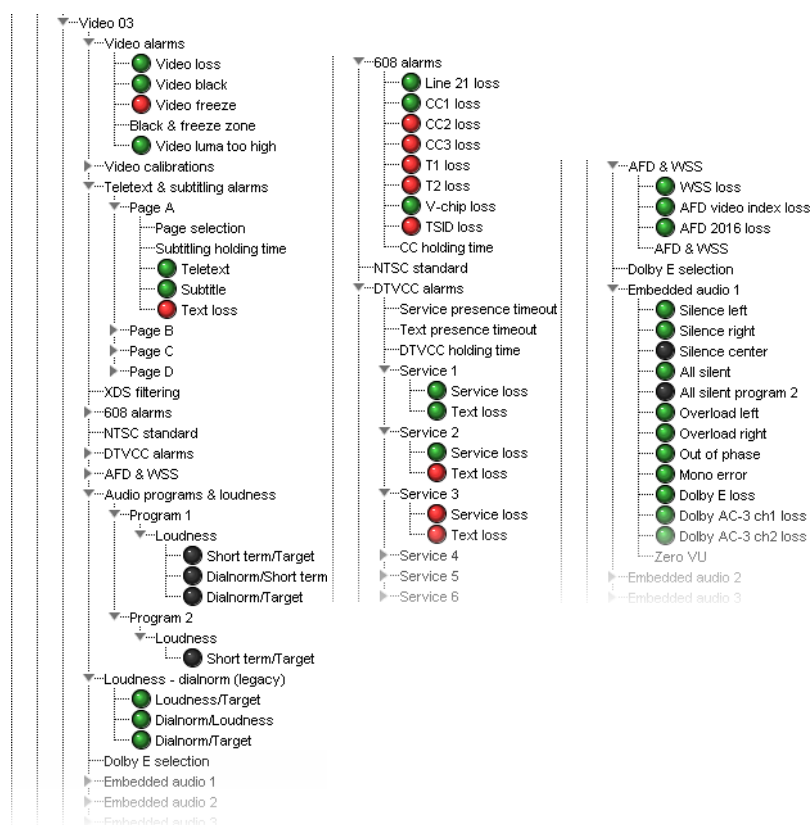 Video 03
Video alarms
Video loss
Video black
Video freeze
Black & freeze zone
Video luma too high
Video calibrations
Teletext & subtitling alarms
Page A
Page selection
Subtitling holding time
Teletext
Subtitle
Text loss
Page B
Page C
Page D
XDS filtering
608 alarms
NTSC standard
DTVCC alarms
AFD & WSS
Audio programs & loudness
Program 1
Loudness
Short term/Target
Dialnorm/Short term
Dialnorm/Target
Program 2
Loudness
Short term/Target
Loudness - dialnorm (legacy)
Loudness/Target
Dialnorm/Loudness
Dialnorm/Target
Dolby E selection
Embedded audio 1
Embedded audio 2
Embedded audio 3
608 alarms
Line 21 loss
CC1 loss
CC2 loss
CC3 loss
T1 loss
T2 loss
V-chip loss
TSID loss
CC holding time
NTSC standard
DTVCC alarms
Service presence timeout
Text presence timeout
DTVCC holding time
Service 1
Service loss
Text loss
Service 2
Service loss
Text loss
Service 3
Service loss
Text loss
Service 4
Service 5
Service 6
AFD & WSS
WSS loss
AFD video index loss
AFD 2016 loss
AFD & WSS
Dolby E selection
Embedded audio 1
Silence left
Silence right
Silence center
All silent
All silent program 2
Overload left
Overload right
Out of phase
Mono error
Dolby E loss
Dolby AC-3 ch1 loss
Dolby AC-3 ch2 loss
Zero VU
Embedded audio 2
Embedded audio 3